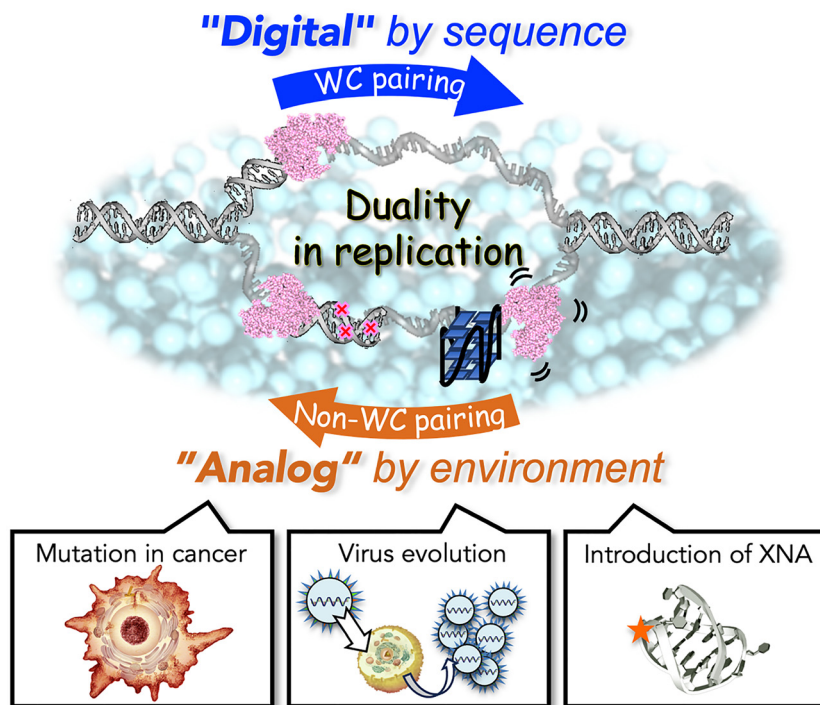 "Digital" by sequence
WC pairing
Duality
in replication
Non-WC pairing
"Analog" by environment
Mutation in cancer
Virus evolution
Introduction of XNA